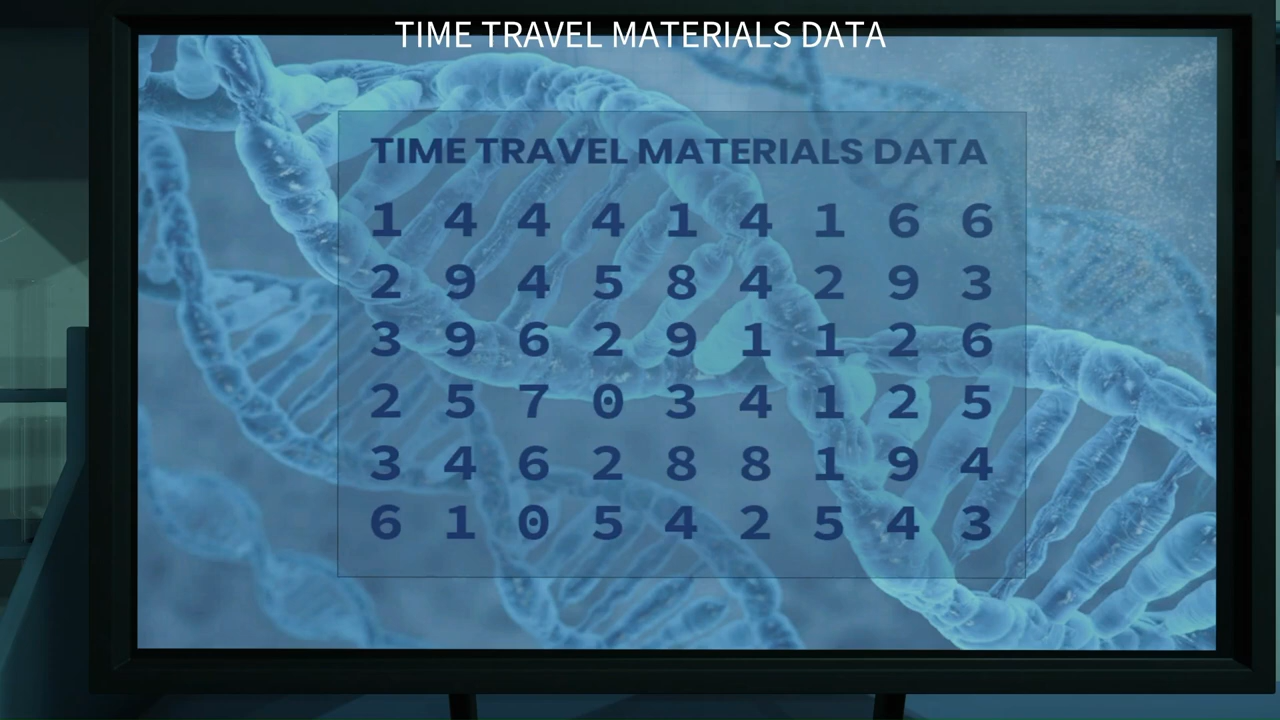 TIME TRAVEL MATERIALS DATA
TIME TRAVEL MATERIALS DATA
1 4 4 4 1 4 1 6 6
2 9 4 5 8 4 2 9 3
3 9 6 2 9 1 1 2 6
2 5 7 0 3 4 1 2 5
3 4 6 2 8 8 1 9 4
6 1 0 5 4 2 5 4 3